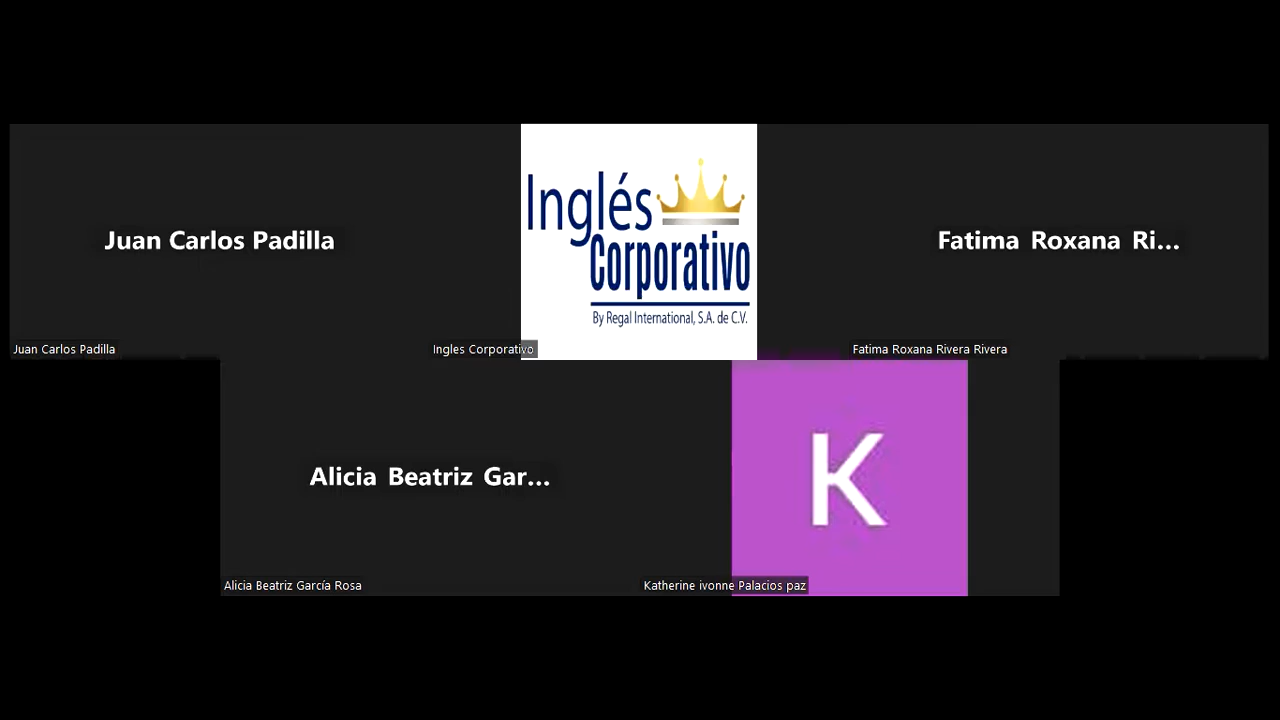 Juan Carlos Padilla
Juan Carlos Padilla
Inglés
Corporativo
By Regal International, S.A. de C.V.
Ingles Corporativo
Fatima Roxana Ri...
Fatima Roxana Rivera Rivera
Alicia Beatriz Gar...
Alicia Beatriz García Rosa
K
Katherine ivonne Palacios paz